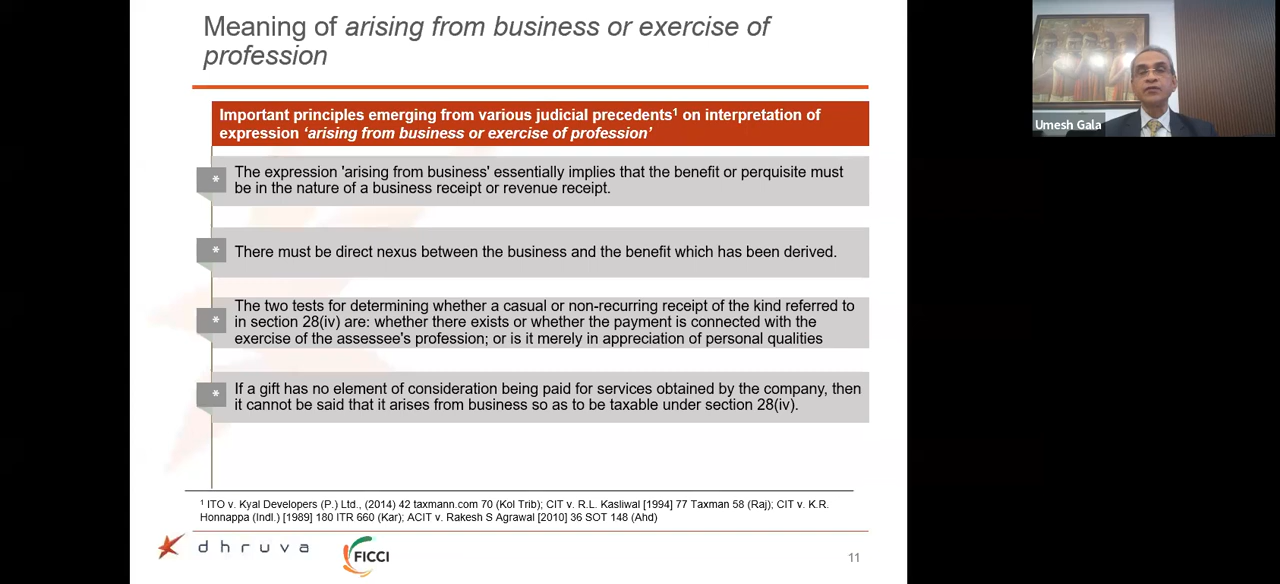 Meaning of arising from business or exercise of
profession
Important principles emerging from various judicial precedents¹ on interpretation of
expression ‘arising from business or exercise of profession’
* The expression 'arising from business' essentially implies that the benefit or perquisite must
be in the nature of a business receipt or revenue receipt.
* There must be direct nexus between the business and the benefit which has been derived.
* The two tests for determining whether a casual or non-recurring receipt of the kind referred to
in section 28(iv) are: whether there exists or whether the payment is connected with the
exercise of the assessee's profession; or is it merely in appreciation of personal qualities
* If a gift has no element of consideration being paid for services obtained by the company, then
it cannot be said that it arises from business so as to be taxable under section 28(iv).
¹ ITO v. Kyal Developers (P.) Ltd., (2014) 42 taxmann.com 70 (Kol Trib); CIT v. R.L. Kasliwal [1994] 77 Taxman 58 (Raj); CIT v. K.R.
Honnappa (Indl.) [1989] 180 ITR 660 (Kar); ACIT v. Rakesh S Agrawal [2010] 36 SOT 148 (Ahd)
dhruva
FICCI
11
Umesh Gala